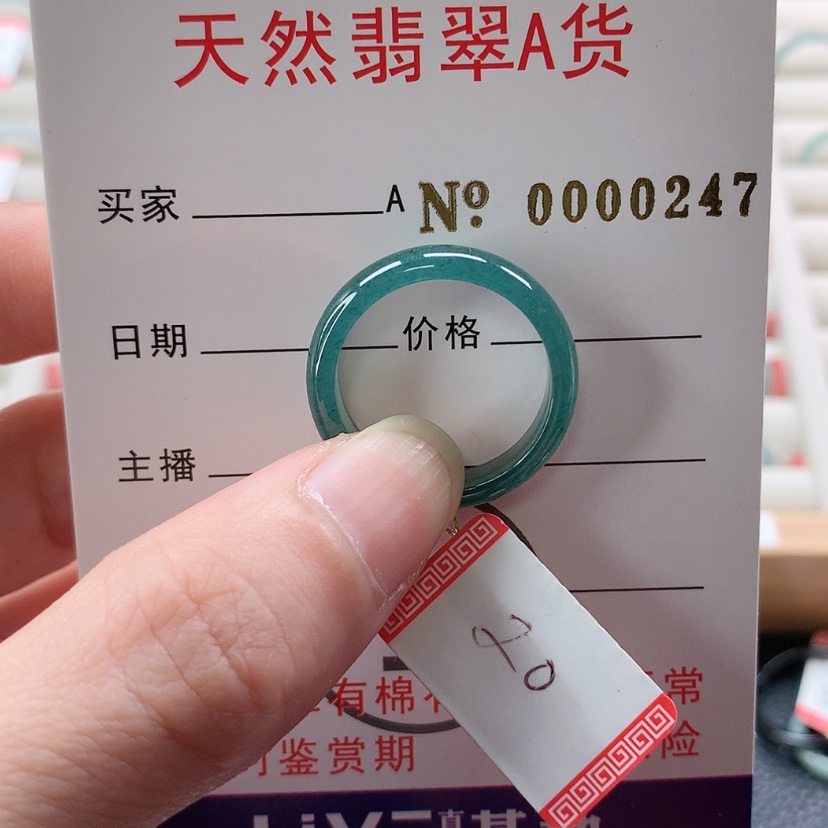 天然翡翠A货
买家
A
№ 0000247
日期
价格
主播
20
有棉
常
鉴赏期
险